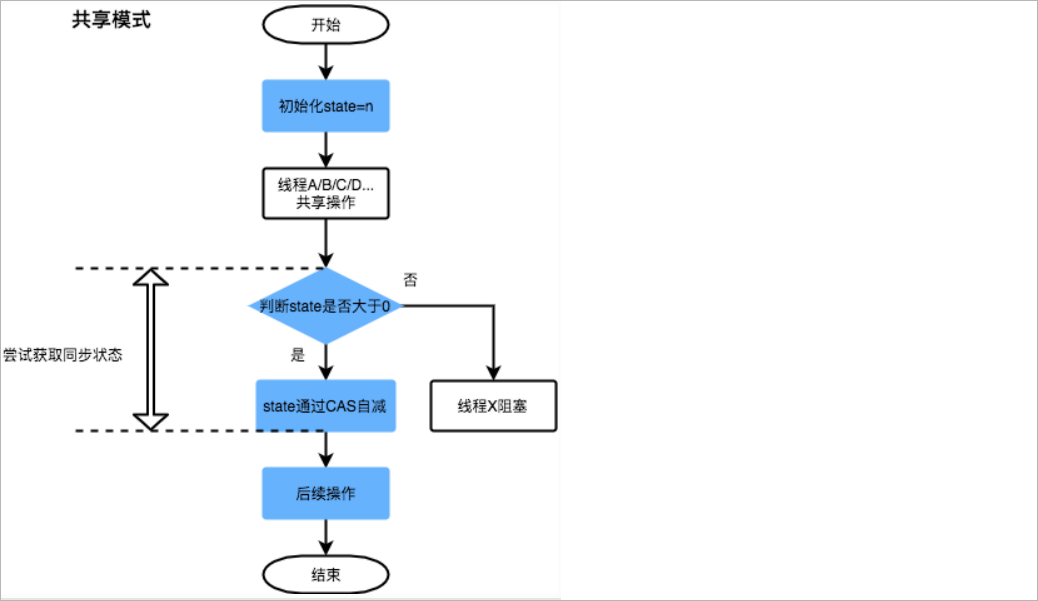 共享模式
开始
初始化state=n
线程A/B/C/D...
共享操作
否
判断state是否大于0
尝试获取同步状态
是
state通过CAS自减
线程X阻塞
后续操作
结束